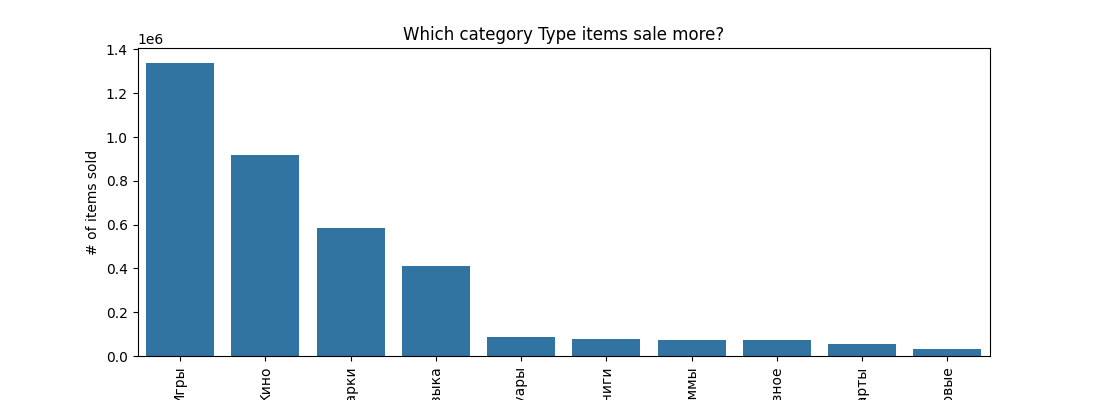 Which category Type items sale more?
1e6
1.4
1.2
1.0
0.8
0.6
0.4
0.2
0.0
# of items sold
Игры
Кино
арки
зыка
уары
ниги
ммы
зное
арты
овые